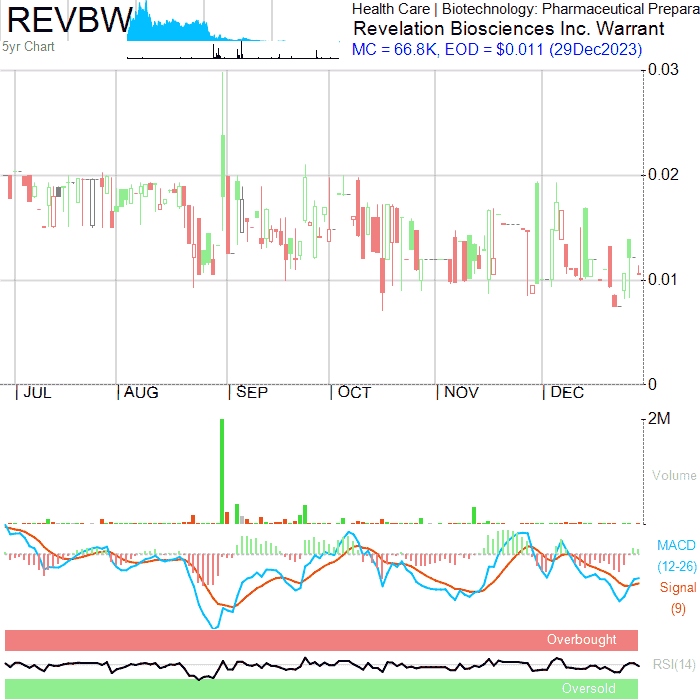 REVBW
5yr Chart
Health Care | Biotechnology: Pharmaceutical Prepara
Revelation Biosciences Inc. Warrant
MC = 66.8K, EOD = $0.011 (29Dec2023)
0.03
0.02
0.01
0
JUL AUG SEP OCT NOV DEC
2M
Volume
MACD
(12-26)
Signal
(9)
Overbought
RSI(14)
Oversold